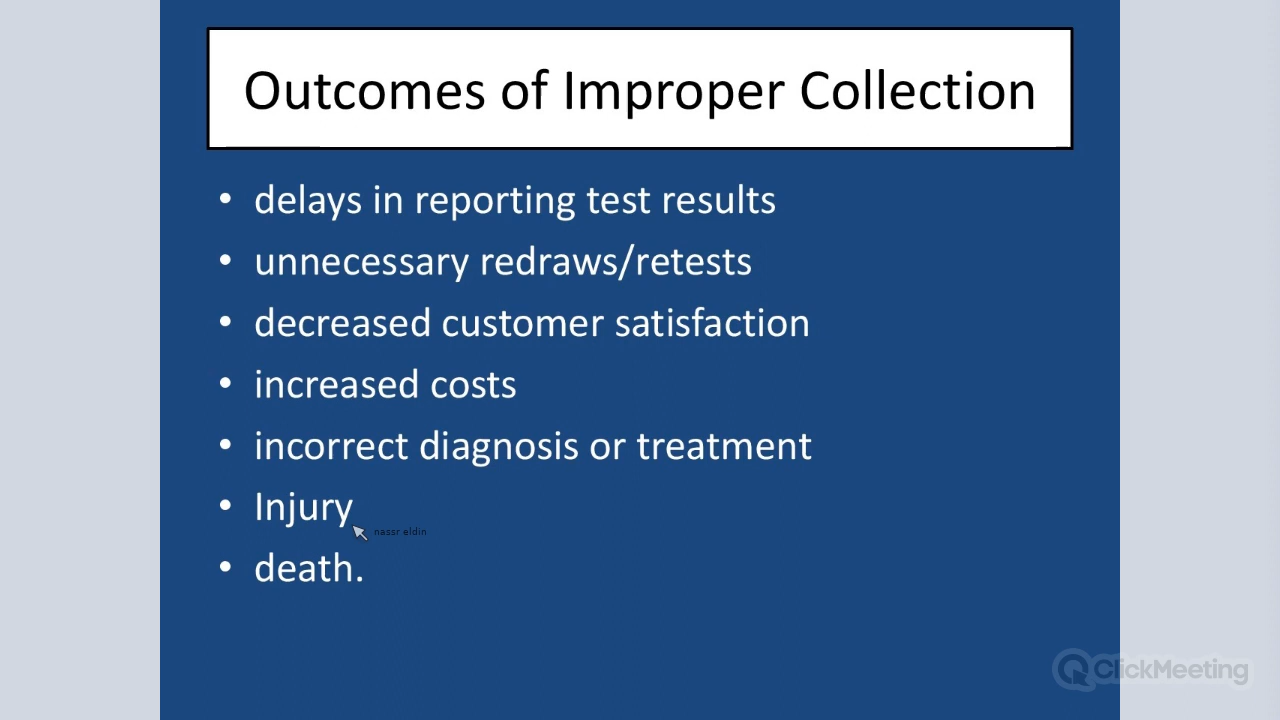 Outcomes of Improper Collection
• delays in reporting test results
• unnecessary redraws/retests
• decreased customer satisfaction
• increased costs
• incorrect diagnosis or treatment
• Injury
nassr eldin
• death.
ClickMeeting